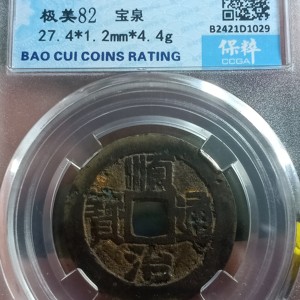 极美82 宝泉
27.4*1.2mm*4.4g
BAO CUI COINS RATING
B2421D1029
保粹
CCGA
順治通寶